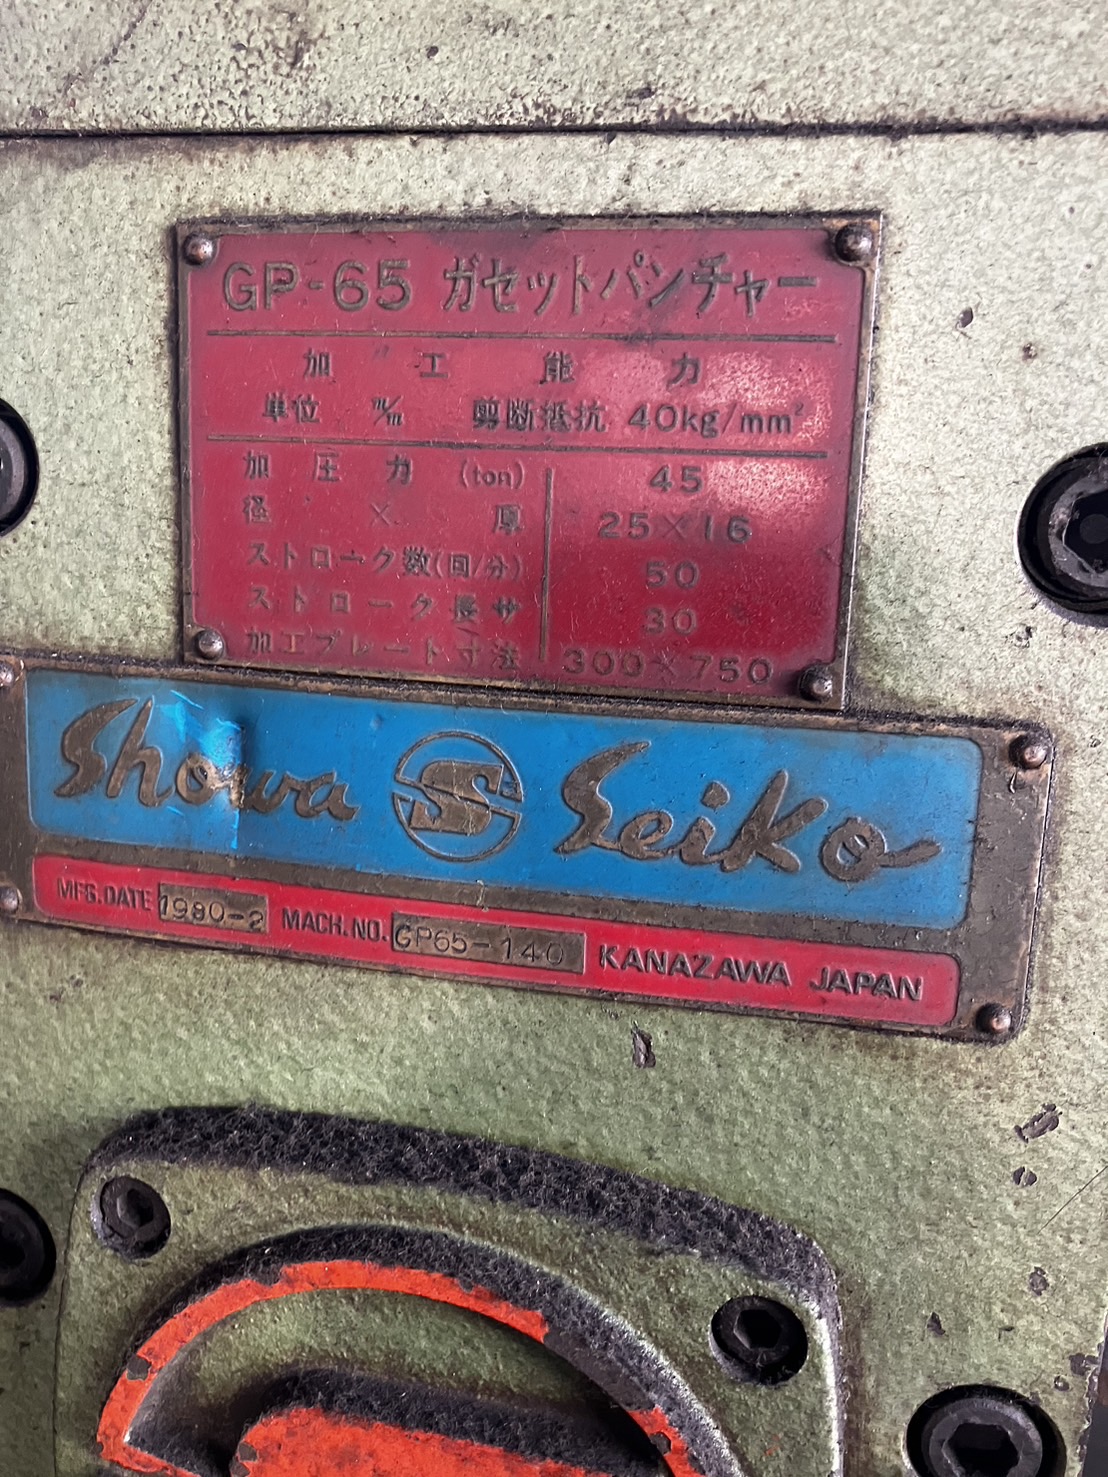 GP-65 ガセットパンチャー
加工能力
単位 m/m 剪断抵抗 40kg/mm²
加圧力 (ton) 45
径×厚 25×16
ストローク数(回/分) 50
ストローク長サ 30
加工プレート寸法 300×750
Showa S Seiko
MFG. DATE 1980-2 MACH. NO. GP65-140 KANAZAWA JAPAN